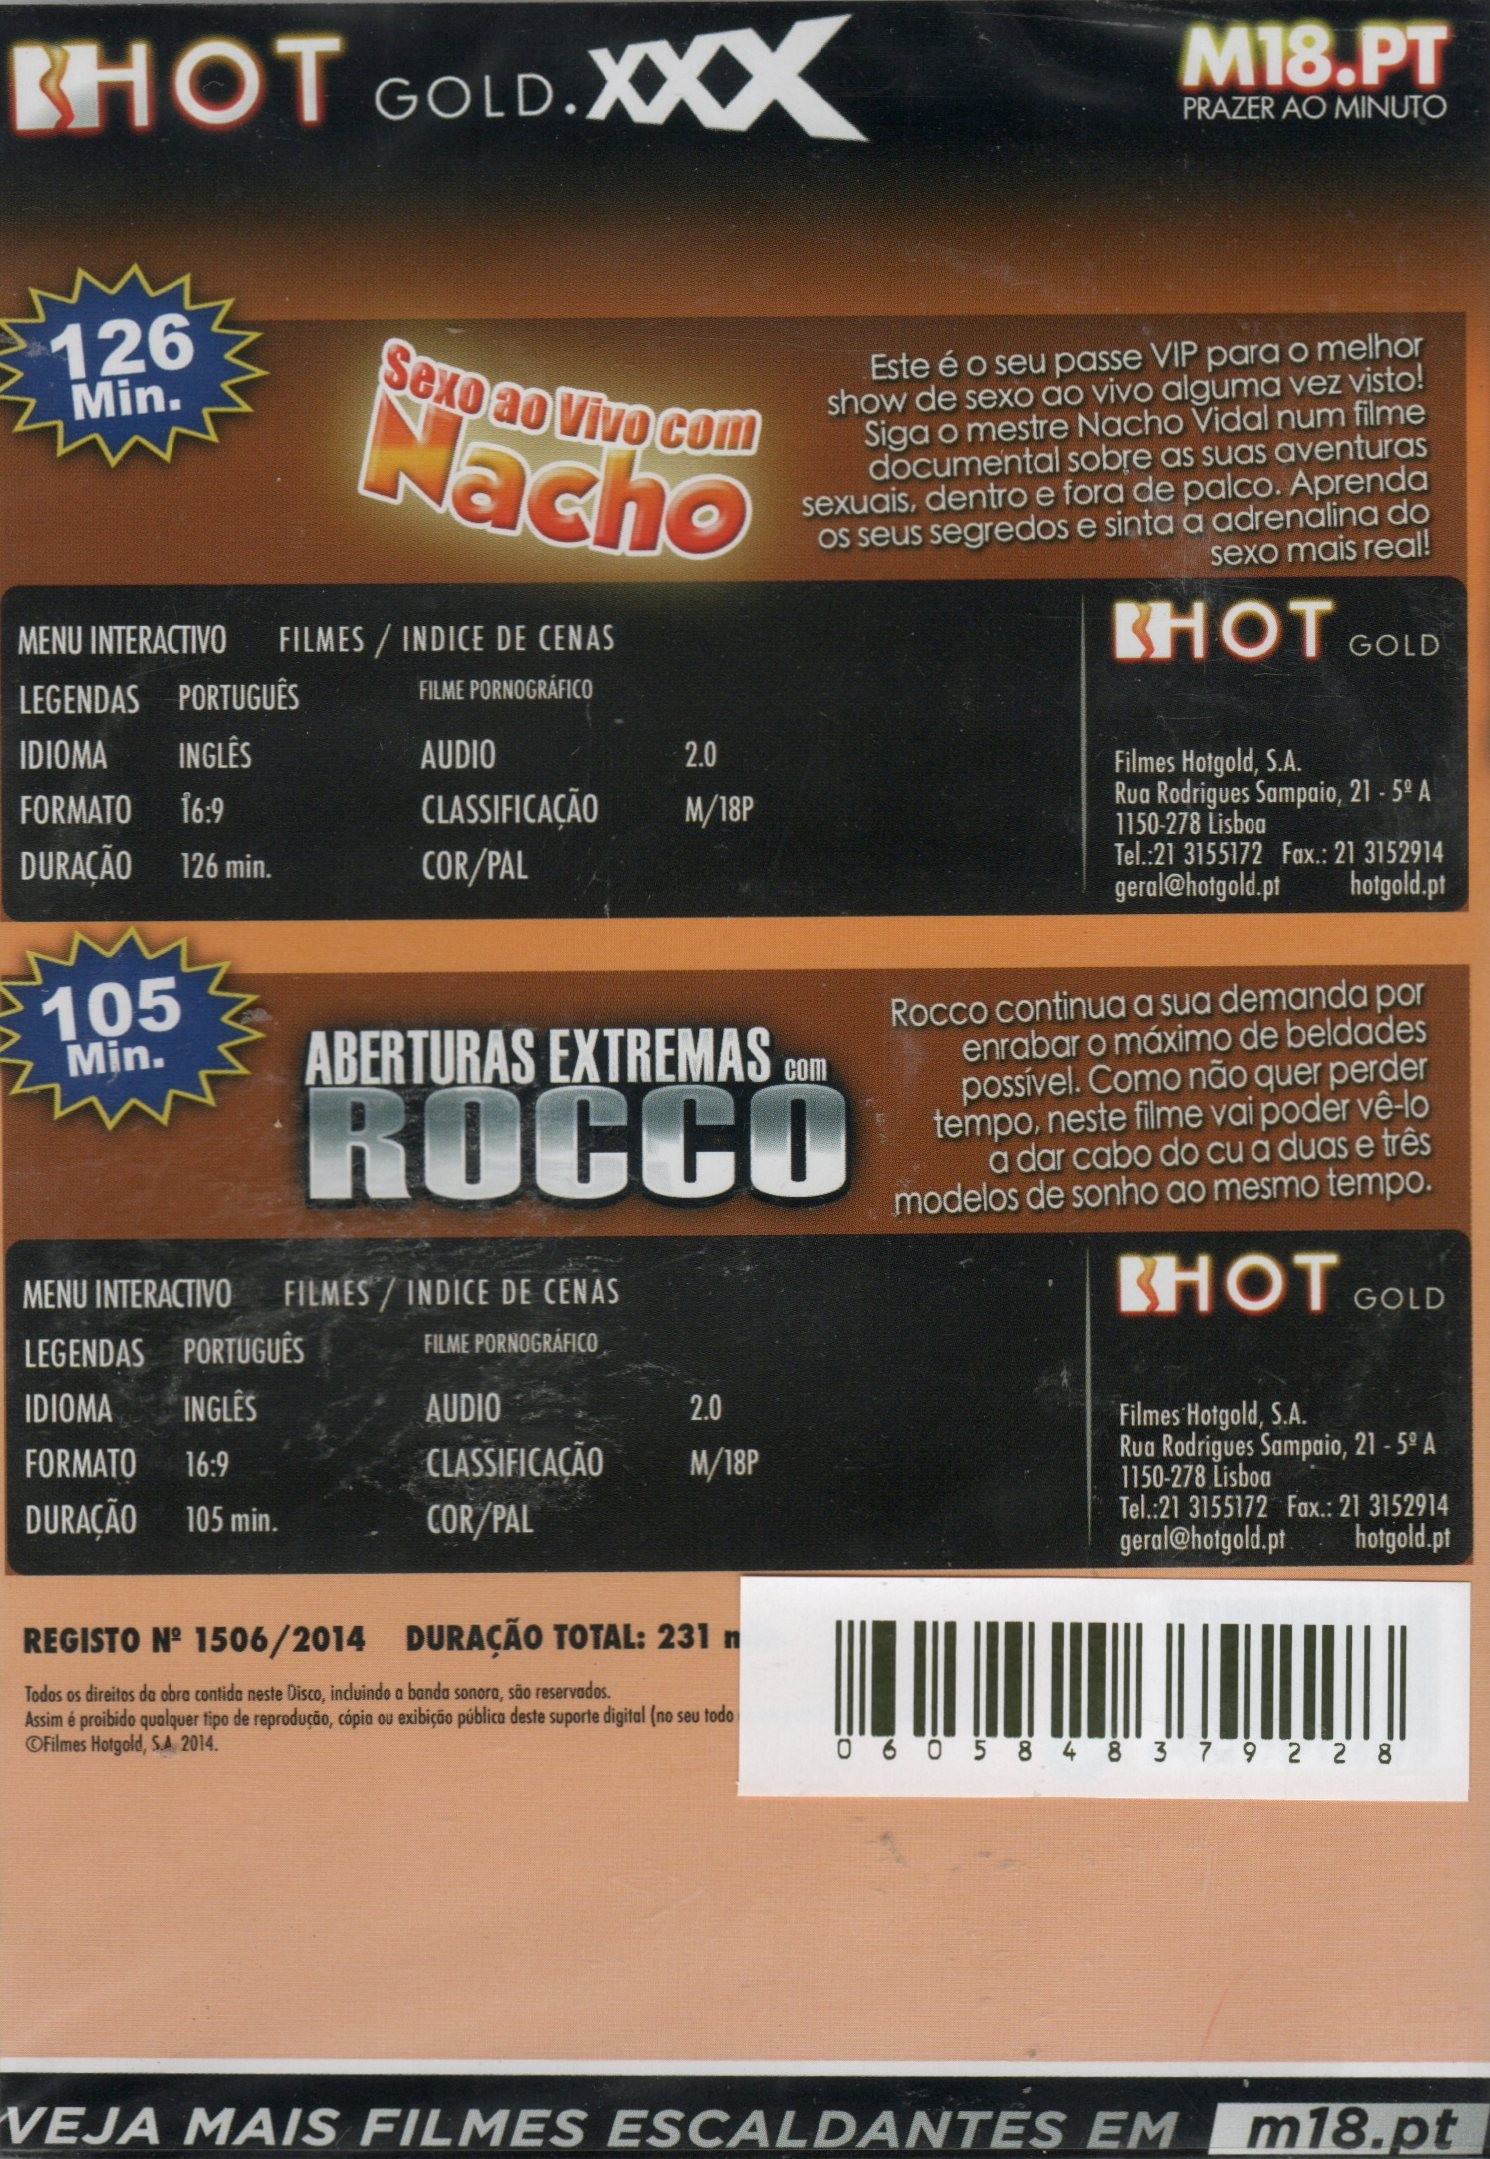 HOT GOLD.XXX
M18.PT
PRAZER AO MINUTO
126
Min.
Sexo ao Vivo com
Nacho
Este é o seu passe VIP para o melhor
show de sexo ao vivo alguma vez visto!
Siga o mestre Nacho Vidal num filme
documental sobre as suas aventuras
sexuais, dentro e fora de palco. Aprenda
os seus segredos e sinta a adrenalina do
sexo mais real!
MENU INTERACTIVO FILMES / INDICE DE CENAS
LEGENDAS PORTUGUÊS FILME PORNOGRÁFICO
IDIOMA INGLÊS AUDIO 2.0
FORMATO 16:9 CLASSIFICAÇÃO M/18P
DURAÇÃO 126 min. COR/PAL
HOT GOLD
Filmes Hotgold, S.A.
Rua Rodrigues Sampaio, 21 - 5º A
1150-278 Lisboa
Tel.:21 3155172 Fax.: 21 3152914
geral@hotgold.pt hotgold.pt
105
Min.
ABERTURAS EXTREMAS com
ROCCO
Rocco continua a sua demanda por
enrabar o máximo de beldades
possível. Como não quer perder
tempo, neste filme vai poder vê-lo
a dar cabo do cu a duas e três
modelos de sonho ao mesmo tempo.
MENU INTERACTIVO FILMES / INDICE DE CENAS
LEGENDAS PORTUGUÊS FILME PORNOGRÁFICO
IDIOMA INGLÊS AUDIO 2.0
FORMATO 16:9 CLASSIFICAÇÃO M/18P
DURAÇÃO 105 min. COR/PAL
HOT GOLD
Filmes Hotgold, S.A.
Rua Rodrigues Sampaio, 21 - 5º A
1150-278 Lisboa
Tel.:21 3155172 Fax.: 21 3152914
geral@hotgold.pt hotgold.pt
REGISTO Nº 1506/2014 DURAÇÃO TOTAL: 231
Todos os direitos da obra contida neste Disco, incluindo a banda sonora, são reservados.
Assim é proibido qualquer tipo de reprodução, cópia ou exibição pública deste suporte digital (no seu todo
©Filmes Hotgold, S.A. 2014.
0605848379228
VEJA MAIS FILMES ESCALDANTES EM m18.pt